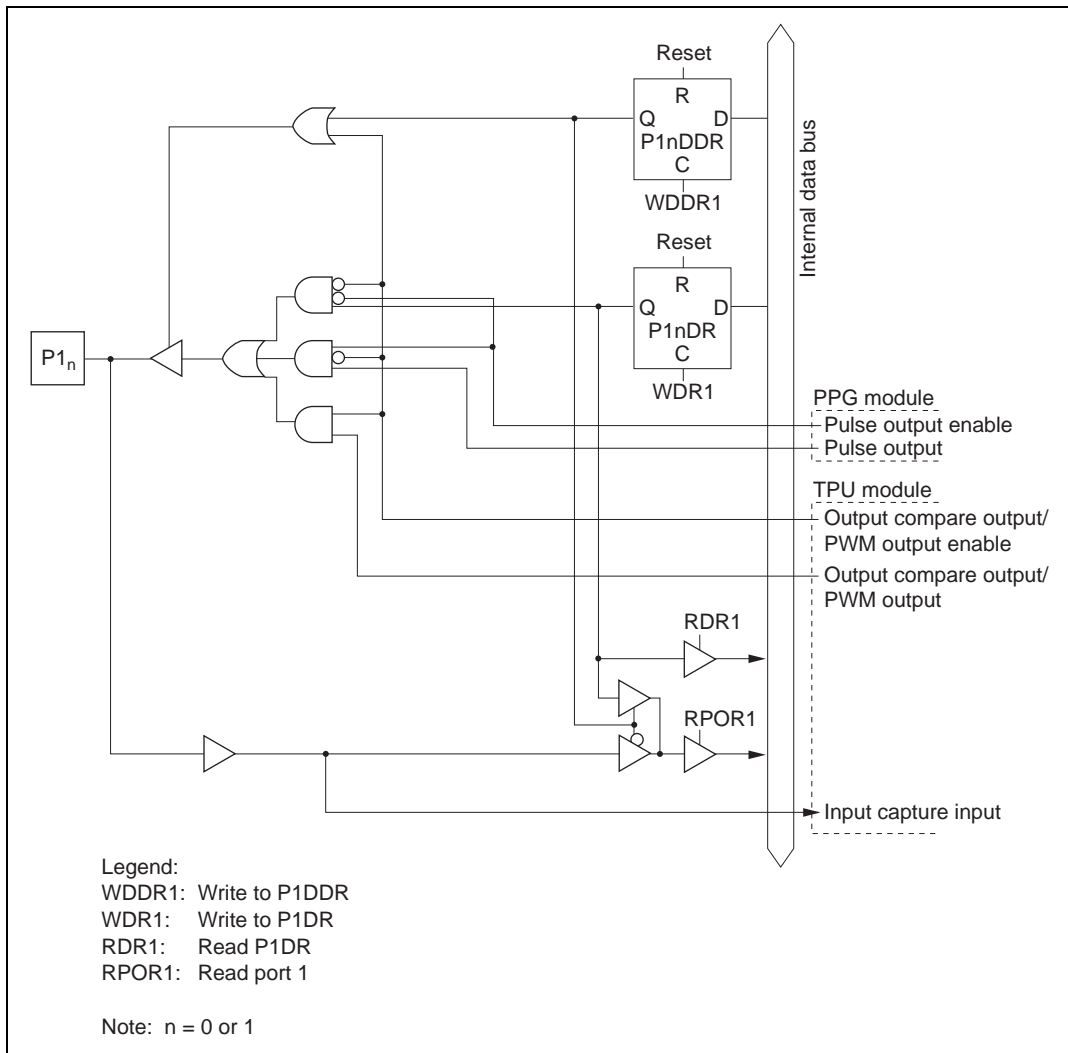 Reset
R
Q D
P1nDDR
C
WDDR1
Internal data bus
Reset
R
Q D
P1nDR
C
WDR1
P1n
PPG module
Pulse output enable
Pulse output
TPU module
Output compare output/
PWM output enable
Output compare output/
PWM output
RDR1
RPOR1
Input capture input
Legend:
WDDR1: Write to P1DDR
WDR1: Write to P1DR
RDR1: Read P1DR
RPOR1: Read port 1
Note: n = 0 or 1